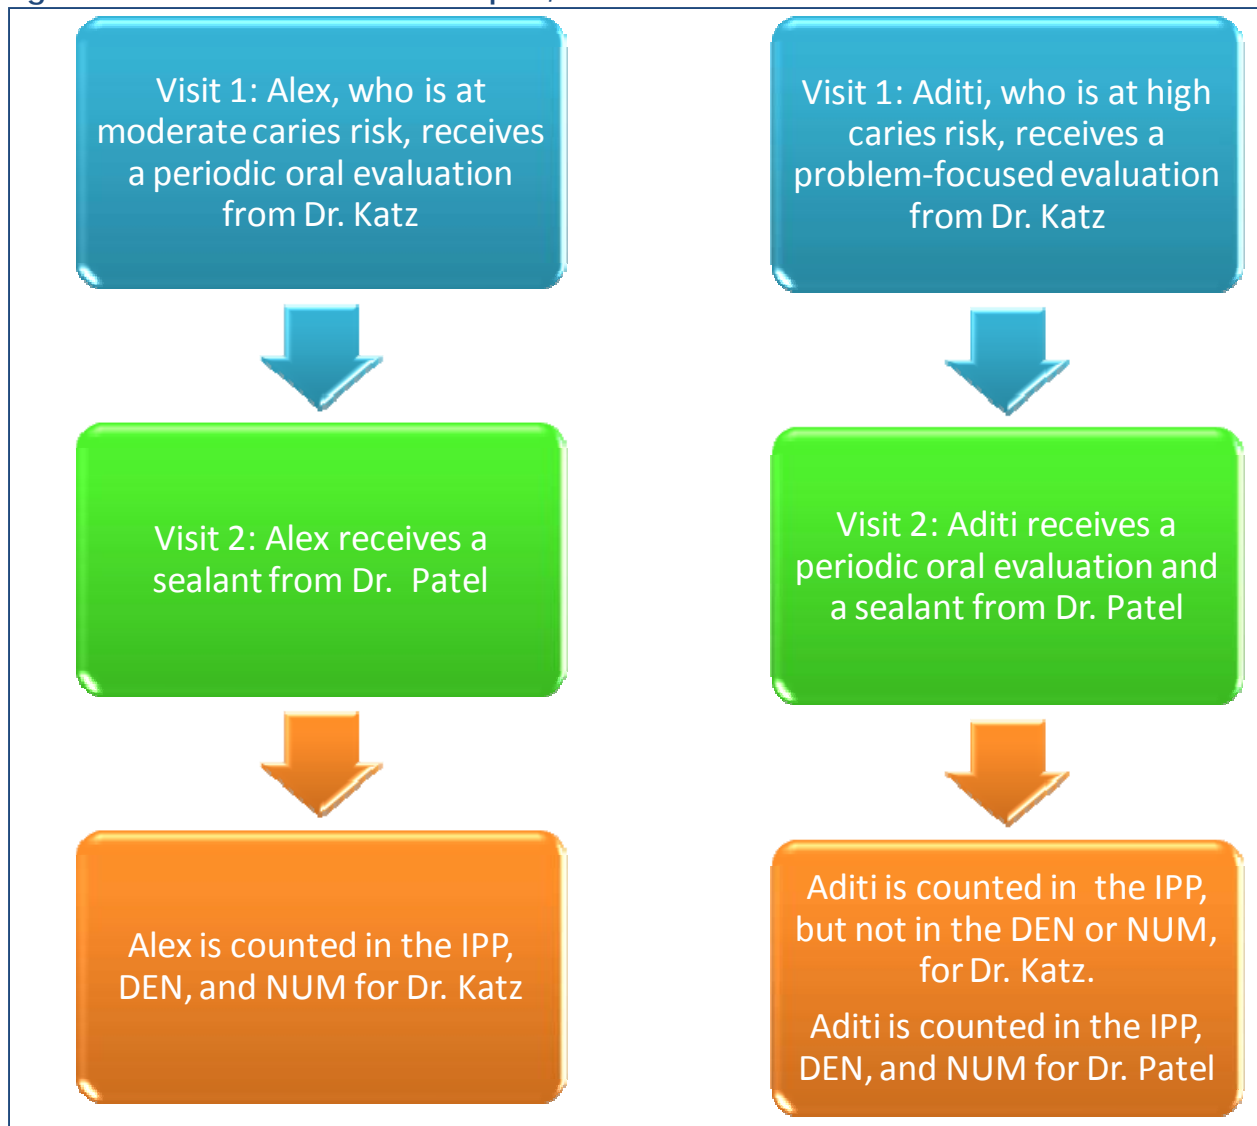 Visit 1: Alex, who is at
moderate caries risk, receives
a periodic oral evaluation
from Dr. Katz
Visit 2: Alex receives a
sealant from Dr. Patel
Alex is counted in the IPP,
DEN, and NUM for Dr. Katz
Visit 1: Aditi, who is at high
caries risk, receives a
problem-focused evaluation
from Dr. Katz
Visit 2: Aditi receives a
periodic oral evaluation and
a sealant from Dr. Patel
Aditi is counted in the IPP,
but not in the DEN or NUM,
for Dr. Katz.
Aditi is counted in the IPP,
DEN, and NUM for Dr. Patel